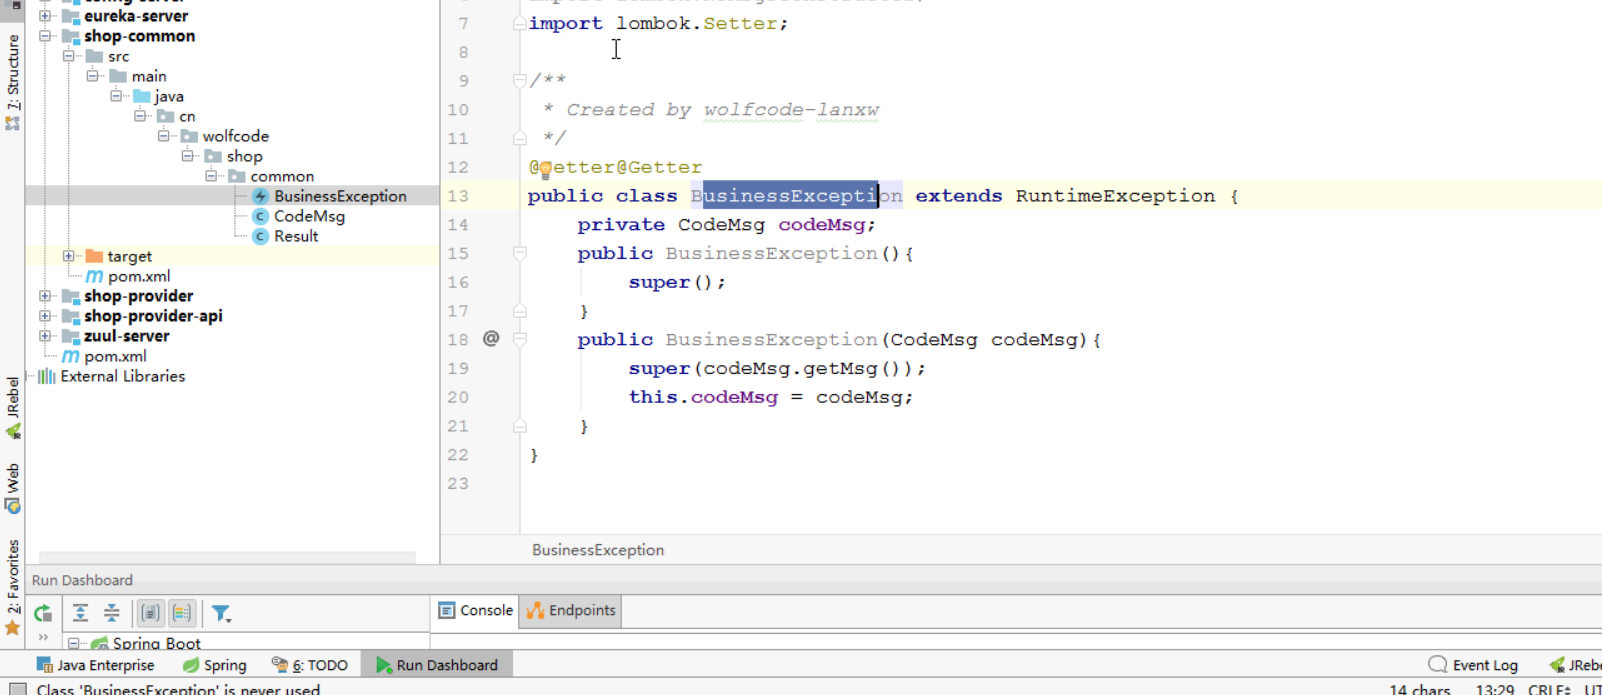 eureka-server
shop-common
src
main
java
cn
wolfcode
shop
common
BusinessException
CodeMsg
Result
target
pom.xml
shop-provider
shop-provider-api
zuul-server
pom.xml
External Libraries
7: Structure
JRebel
Web
2: Favorites
7 import lombok.Setter;
8
9 /**
10 * Created by wolfcode-lanxw
11 */
12 @etter@Getter
13 public class BusinessException extends RuntimeException {
14 private CodeMsg codeMsg;
15 public BusinessException(){
16 super();
17 }
18 @ public BusinessException(CodeMsg codeMsg){
19 super(codeMsg.getMsg());
20 this.codeMsg = codeMsg;
21 }
22 }
23
BusinessException
Run Dashboard
Console Endpoints
Spring Boot
Java Enterprise Spring 6: TODO Run Dashboard Event Log JRebe
Class 'BusinessException' is never used 14 chars 13:29 CRLF UT